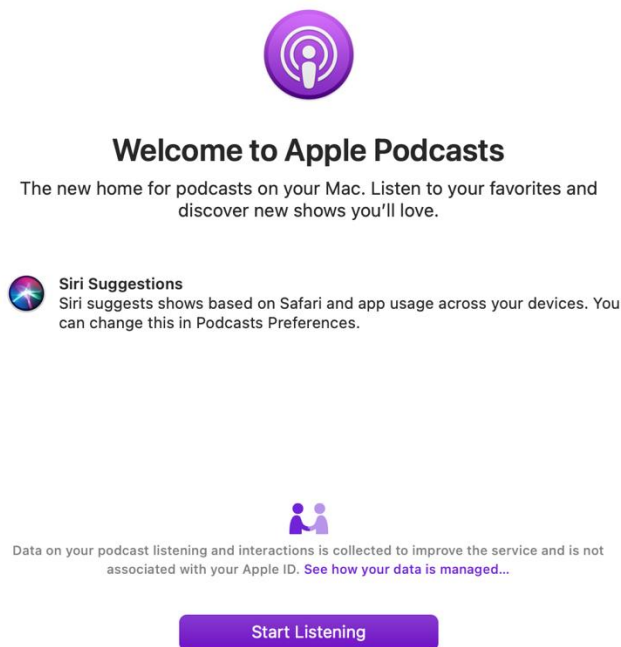 Welcome to Apple Podcasts
The new home for podcasts on your Mac. Listen to your favorites and
discover new shows you’ll love.
Siri Suggestions
Siri suggests shows based on Safari and app usage across your devices. You
can change this in Podcasts Preferences.
Data on your podcast listening and interactions is collected to improve the service and is not
associated with your Apple ID. See how your data is managed...
Start Listening